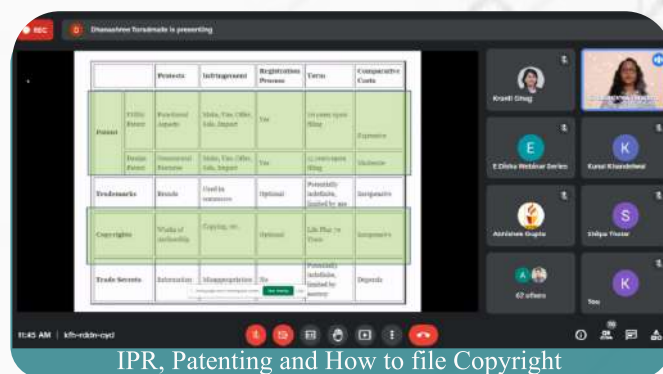 REC
D Dhanashree Toradmalle is presenting
Protects Infringement Registration Process Term Comparative Costs
Patent
Utility Patent Functional Aspects Make, Use, Offer, Sale, Import Yes 20 years upon filing Expensive
Design Patent Ornamental Features Make, Use, Offer, Sale, Import Yes 15 years upon filing Moderate
Trademarks Brands Used in commerce Optional Potentially indefinite, limited by use Inexpensive
Copyrights Works of authorship Copying, etc. Optional Life Plus 70 Years Inexpensive
Trade Secrets Information Misappropriation No Potentially indefinite, limited by secrecy Depends
Kranti Ghag
E
E Disha Webinar Series
K
Kunal Khandelwal
Abhishek Gupta
S
Shilpa Thatar
A
62 others
K
You
11:45 AM | kfh-rddn-cyd
70
IPR, Patenting and How to file Copyright